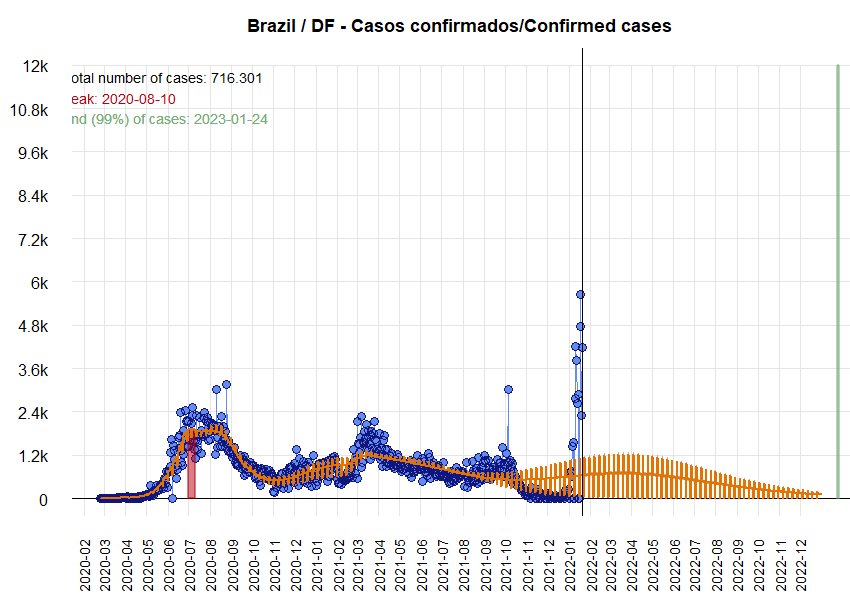 Brazil / DF - Casos confirmados/Confirmed cases
12k
otal number of cases: 716.301
eak: 2020-08-10
10.8k
nd (99%) of cases: 2023-01-24
9.6k
8.4k
7.2k
6k
4.8k
3.6k
2.4k
1.2k
0
2020-02 2020-03 2020-04 2020-05 2020-06 2020-07 2020-08 2020-09 2020-10 2020-11 2020-12 2021-01 2021-02 2021-03 2021-04 2021-05 2021-06 2021-07 2021-08 2021-09 2021-10 2021-11 2021-12 2022-01 2022-02 2022-03 2022-04 2022-05 2022-06 2022-07 2022-08 2022-09 2022-10 2022-11 2022-12